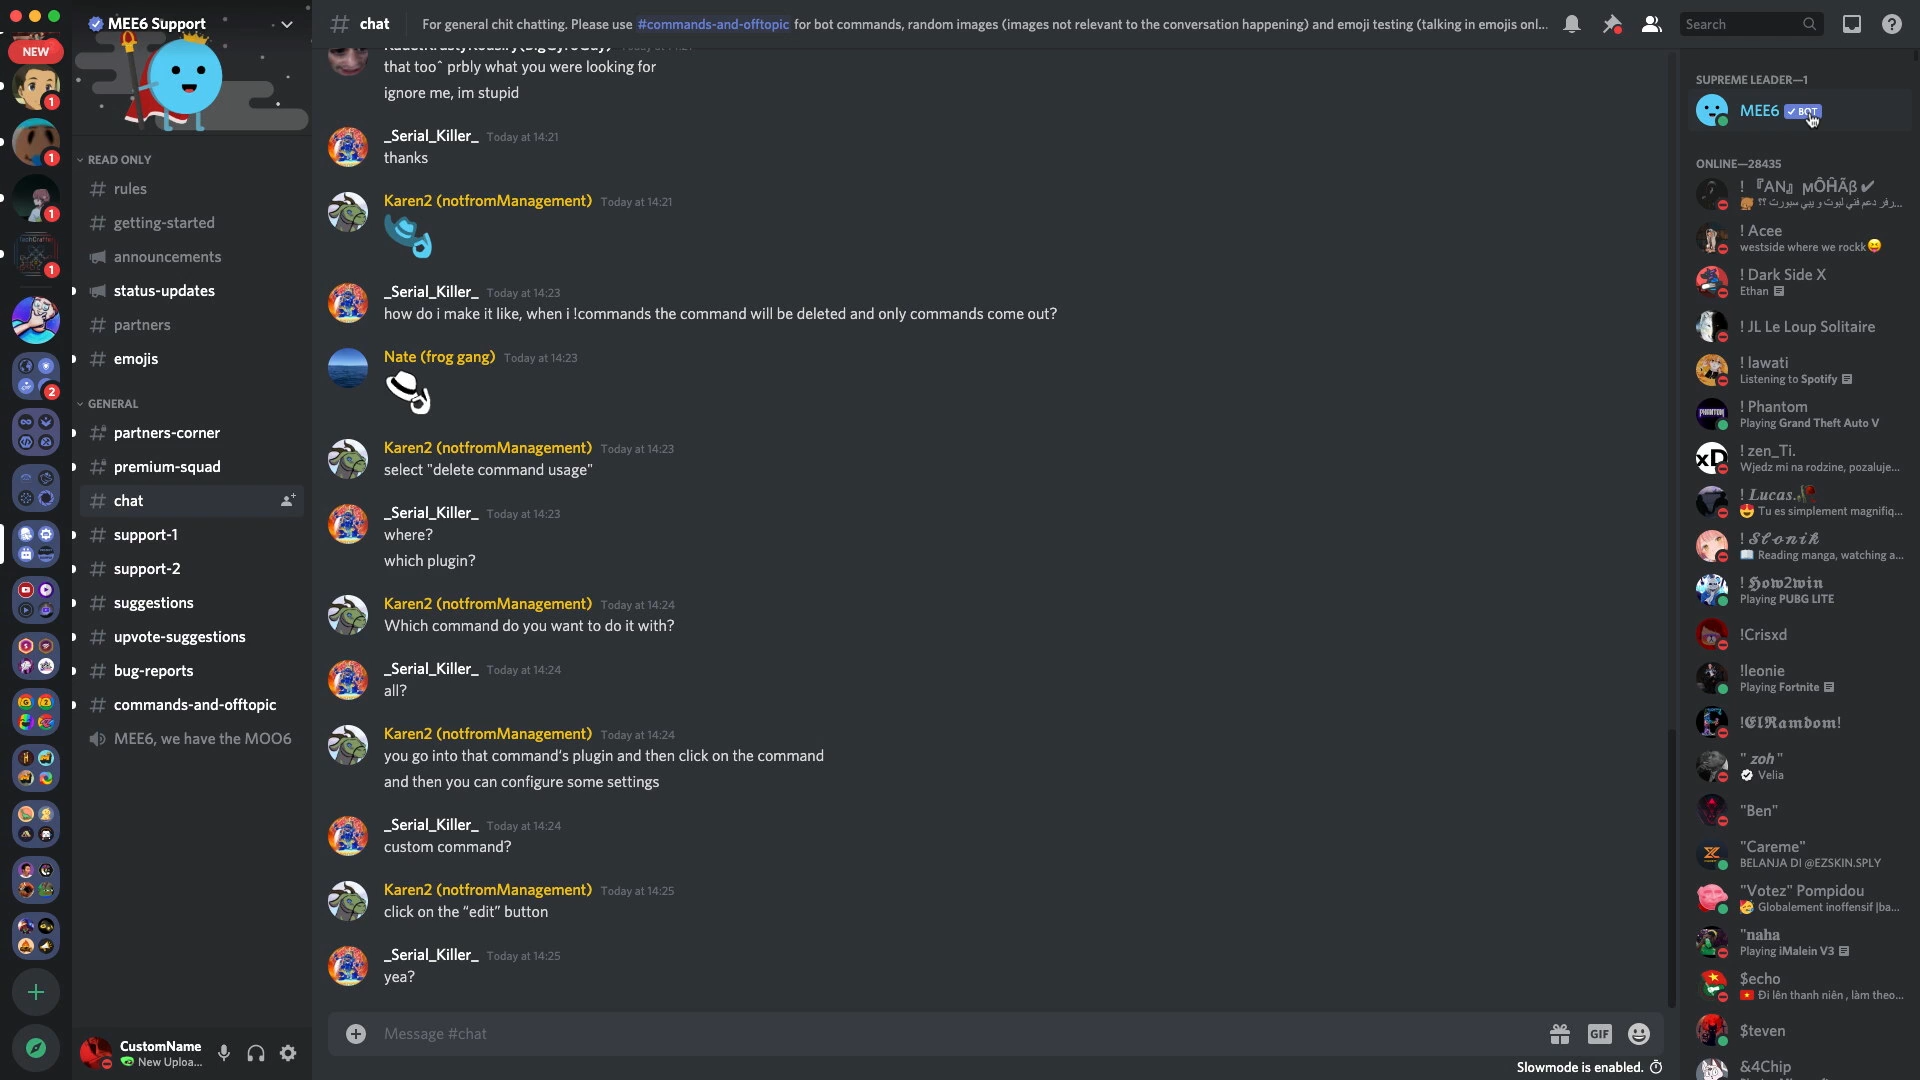 NEW
1
1
1
1
2
MEE6 Support
READ ONLY
rules
getting-started
announcements
status-updates
partners
emojis
GENERAL
partners-corner
premium-squad
chat
support-1
support-2
suggestions
upvote-suggestions
bug-reports
commands-and-offtopic
MEE6, we have the MOO6
CustomName
New Uploa...
# chat
For general chit chatting. Please use #commands-and-offtopic for bot commands, random images (images not relevant to the conversation happening) and emoji testing (talking in emojis onl...
Search
that too^ prbly what you were looking for
ignore me, im stupid
_Serial_Killer_ Today at 14:21
thanks
Karen2 (notfromManagement) Today at 14:21
_Serial_Killer_ Today at 14:23
how do i make it like, when i !commands the command will be deleted and only commands come out?
Nate (frog gang) Today at 14:23
Karen2 (notfromManagement) Today at 14:23
select "delete command usage"
_Serial_Killer_ Today at 14:23
where?
which plugin?
Karen2 (notfromManagement) Today at 14:24
Which command do you want to do it with?
_Serial_Killer_ Today at 14:24
all?
Karen2 (notfromManagement) Today at 14:24
you go into that command's plugin and then click on the command
and then you can configure some settings
_Serial_Killer_ Today at 14:24
custom command?
Karen2 (notfromManagement) Today at 14:25
click on the “edit” button
_Serial_Killer_ Today at 14:25
yea?
Message #chat
GIF
Slowmode is enabled.
SUPREME LEADER—1
MEE6 ✓ BOT
ONLINE—28435
! 『AN』 ϻÔĤÃβ ✔
! Acee
westside where we rockk😝
! Dark Side X
Ethan
! JL Le Loup Solitaire
! lawati
Listening to Spotify
! Phantom
Playing Grand Theft Auto V
! zen_Ti.
Wjedz mi na rodzine, pozaluje...
! 𝑳𝒖𝒄𝒂𝒔.🥀
😍 Tu es simplement magnifiq...
! 𝓢𝓽𝓸𝓷𝓲𝓴
📖 Reading manga, watching a...
! 𝕳𝖔𝖜2𝖜𝖎𝖓
Playing PUBG LITE
!Crisxd
!leonie
Playing Fortnite
!𝕰𝖑𝕽𝖆𝖒𝖇𝖔𝖒!
" zoh "
Velia
"Ben"
"Careme"
BELANJA DI @EZSKIN.SPLY
"Votez" Pompidou
🥳 Globalement inoffensif |ba...
"naha
Playing iMalein V3
$echo
🇻🇳 Đi lên thanh niên , làm theo...
$teven
&4Chip